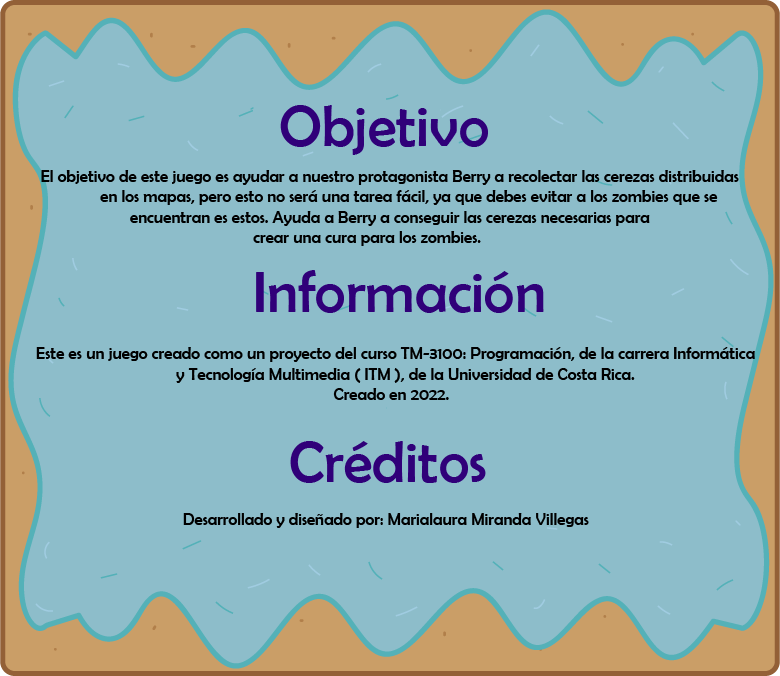 Objetivo
El objetivo de este juego es ayudar a nuestro protagonista Berry a recolectar las cerezas distribuidas
en los mapas, pero esto no será una tarea fácil, ya que debes evitar a los zombies que se
encuentran es estos. Ayuda a Berry a conseguir las cerezas necesarias para
crear una cura para los zombies.
Información
Este es un juego creado como un proyecto del curso TM-3100: Programación, de la carrera Informática
y Tecnología Multimedia ( ITM ), de la Universidad de Costa Rica.
Creado en 2022.
Créditos
Desarrollado y diseñado por: Marialaura Miranda Villegas